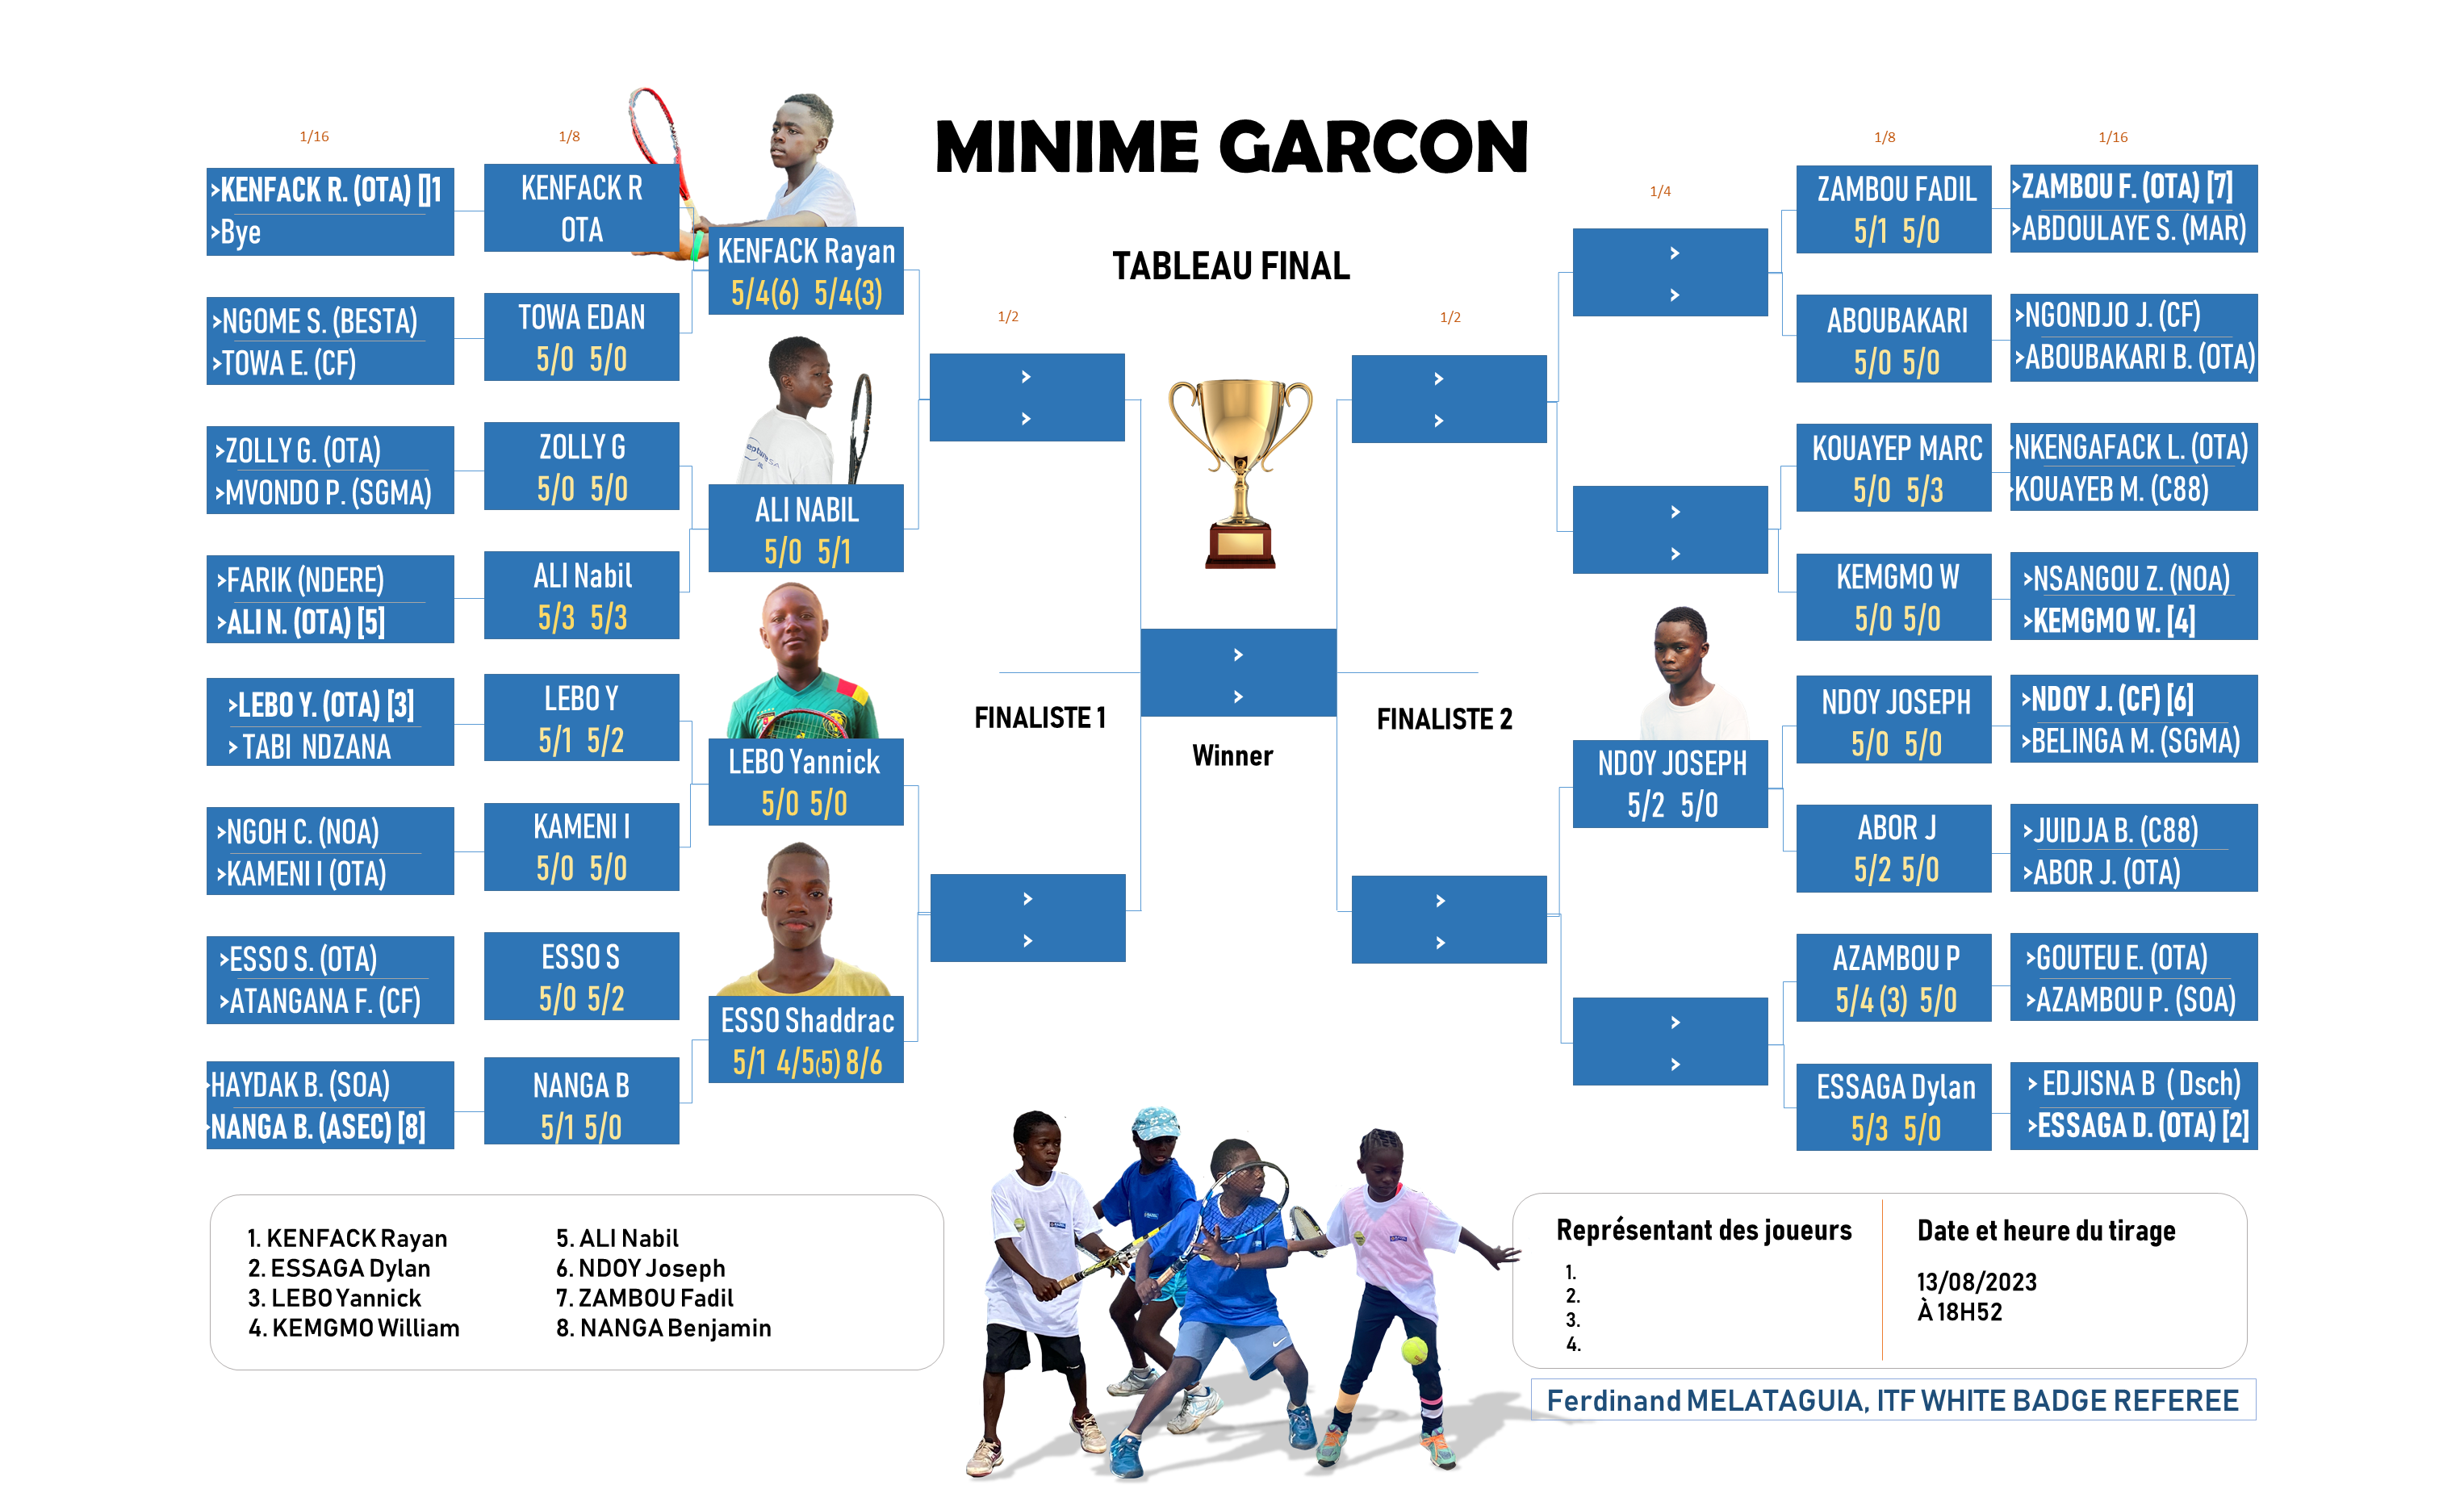 MINIME GARCON
TABLEAU FINAL
1/16
1/8
>KENFACK R. (OTA) []1
>Bye
>NGOME S. (BESTA)
>TOWA E. (CF)
>ZOLLY G. (OTA)
>MVONDO P. (SGMA)
>FARIK (NDERE)
>ALI N. (OTA) [5]
>LEBO Y. (OTA) [3]
> TABI NDZANA
>NGOH C. (NOA)
>KAMENI I (OTA)
>ESSO S. (OTA)
>ATANGANA F. (CF)
>HAYDAK B. (SOA)
>NANGA B. (ASEC) [8]
KENFACK R
OTA
TOWA EDAN
5/0 5/0
ZOLLY G
5/0 5/0
ALI Nabil
5/3 5/3
LEBO Y
5/1 5/2
KAMENI I
5/0 5/0
ESSO S
5/0 5/2
NANGA B
5/1 5/0
KENFACK Rayan
5/4(6) 5/4(3)
ALI NABIL
5/0 5/1
LEBO Yannick
5/0 5/0
ESSO Shaddrac
5/1 4/5(5) 8/6
1/2
>
>
>
>
FINALISTE 1
>
>
Winner
FINALISTE 2
1/2
>
>
>
>
1/4
>
>
>
>
NDOY JOSEPH
5/2 5/0
>
>
1/8
ZAMBOU FADIL
5/1 5/0
ABOUBAKARI
5/0 5/0
KOUAYEP MARC
5/0 5/3
KEMGMO W
5/0 5/0
NDOY JOSEPH
5/0 5/0
ABOR J
5/2 5/0
AZAMBOU P
5/4 (3) 5/0
ESSAGA Dylan
5/3 5/0
1/16
>ZAMBOU F. (OTA) [7]
>ABDOULAYE S. (MAR)
>NGONDJO J. (CF)
>ABOUBAKARI B. (OTA)
>NKENGAFACK L. (OTA)
>KOUAYEB M. (C88)
>NSANGOU Z. (NOA)
>KEMGMO W. [4]
>NDOY J. (CF) [6]
>BELINGA M. (SGMA)
>JUIDJA B. (C88)
>ABOR J. (OTA)
>GOUTEU E. (OTA)
>AZAMBOU P. (SOA)
> EDJISNA B ( Dsch)
>ESSAGA D. (OTA) [2]
1. KENFACK Rayan
2. ESSAGA Dylan
3. LEBO Yannick
4. KEMGMO William
5. ALI Nabil
6. NDOY Joseph
7. ZAMBOU Fadil
8. NANGA Benjamin
Représentant des joueurs
1.
2.
3.
4.
Date et heure du tirage
13/08/2023
À 18H52
Ferdinand MELATAGUIA, ITF WHITE BADGE REFEREE